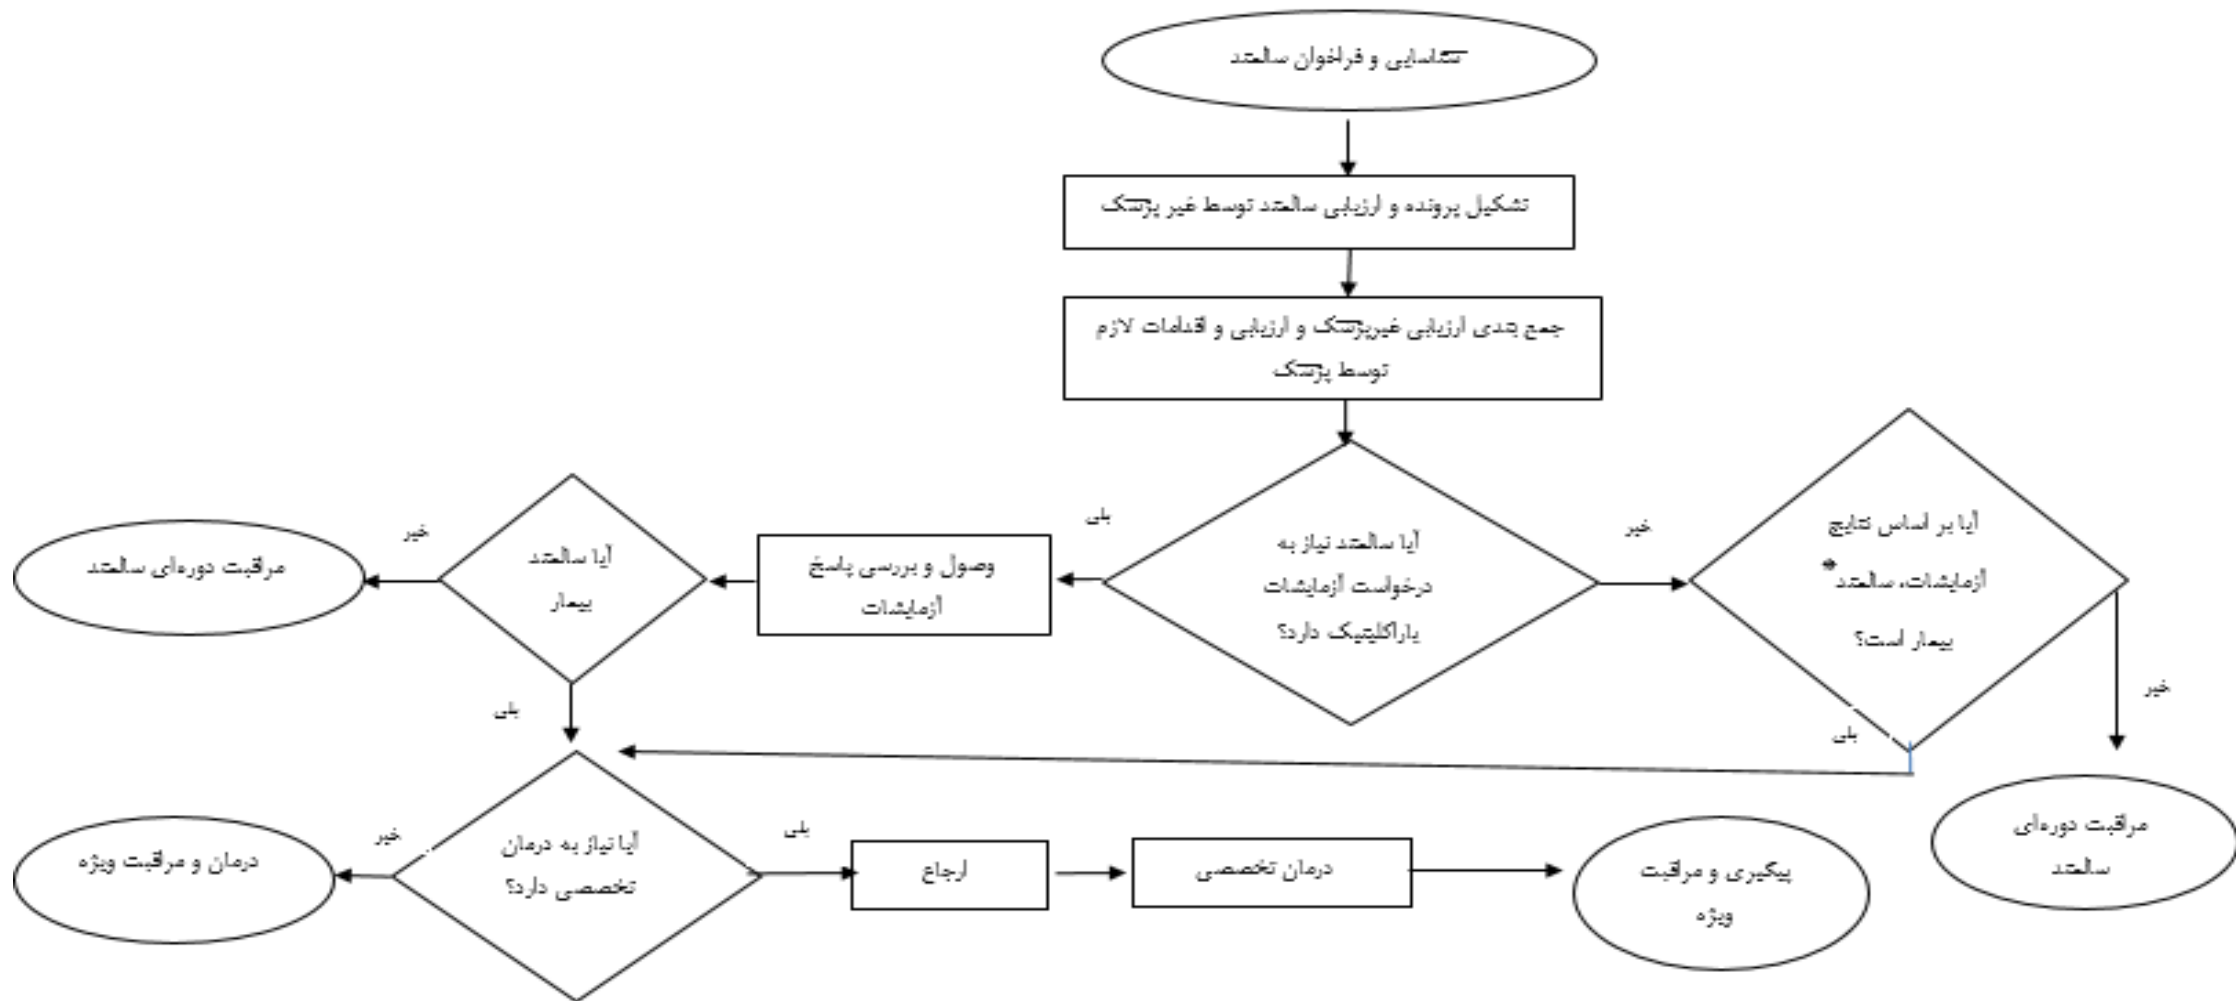 شناسایی و فراخوان سالمند
تشکیل پرونده و ارزیابی سالمند توسط غیر پزشک
جمع بندی ارزیابی غیرپزشک و ارزیابی و اقدامات لازم
توسط پزشک
آیا بر اساس نتایج
آزمایشات، سالمند*
بیمار است؟
خیر
آیا سالمند نیاز به
درخواست آزمایشات
پاراکلینیک دارد؟
بلی
وصول و بررسی پاسخ
آزمایشات
آیا سالمند
بیمار
خیر
مراقبت دوره‌ای سالمند
خیر
بلی
بلی
مراقبت دوره‌ای
سالمند
آیا نیاز به درمان
تخصصی دارد؟
خیر
درمان و مراقبت ویژه
بلی
ارجاع
درمان تخصصی
پیگیری و مراقبت
ویژه